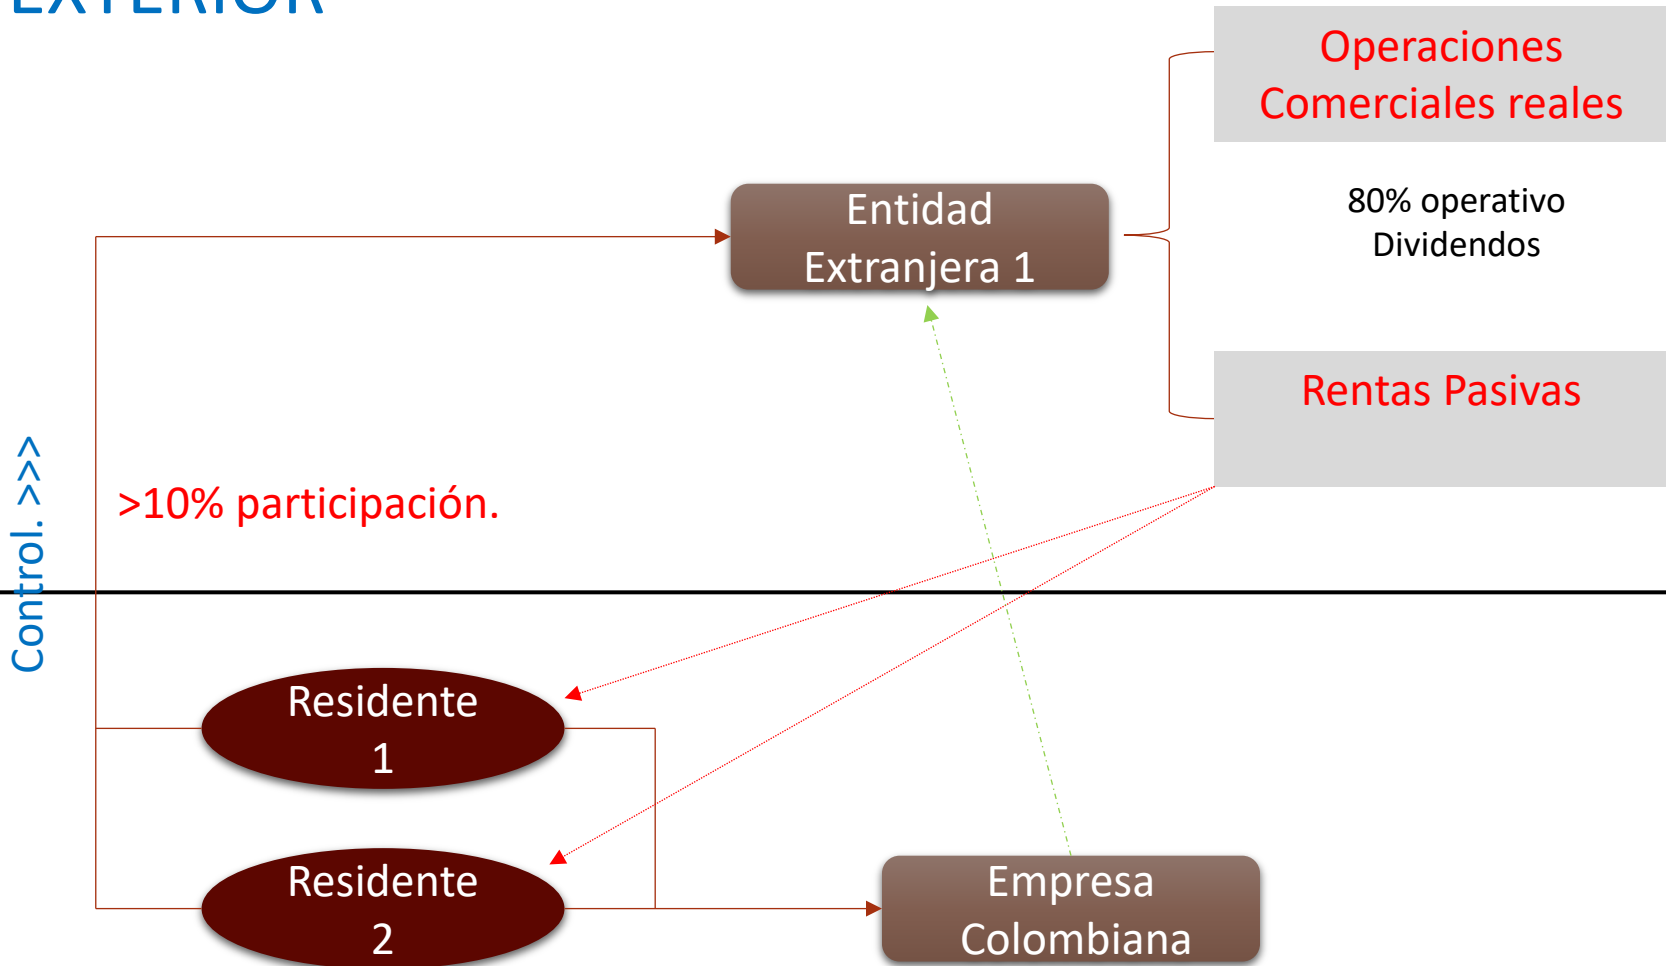 EXTERIOR
Operaciones
Comerciales reales
80% operativo
Dividendos
Entidad
Extranjera 1
Rentas Pasivas
Control. >>>
>10% participación.
Residente
1
Residente
2
Empresa
Colombiana